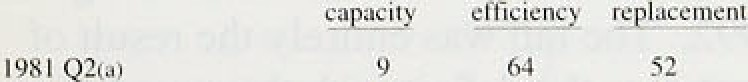 capacity efficiency replacement
1981 Q2(a) 9 64 52